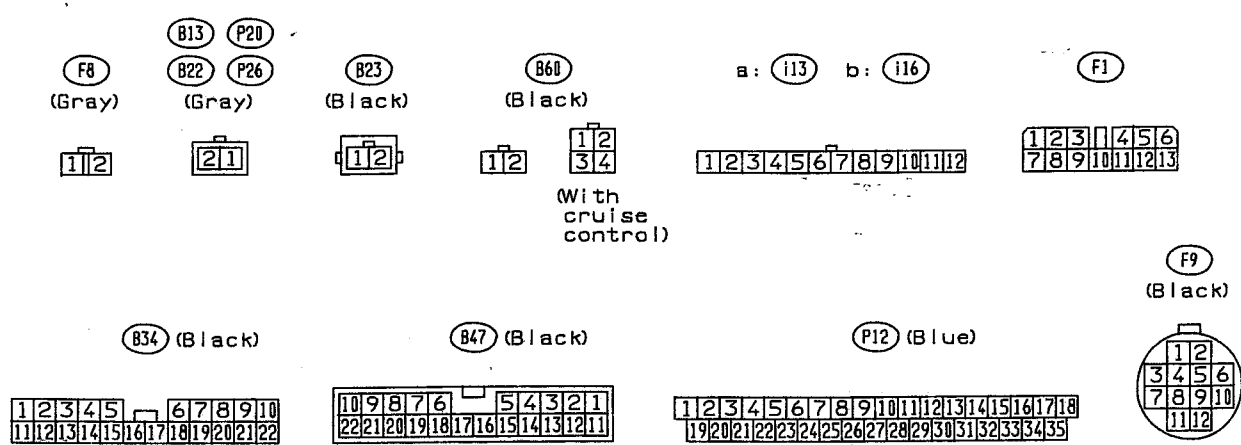 B13 P20
F8 B22 P26 B23 B60 a: i13 b: i16 F1
(Gray) (Gray) (Black) (Black)
1 2 3 4 5 6
7 8 9 10 11 12 13
1 2
3 4
1 2
2 1
1 2
1 2
1 2 3 4 5 6 7 8 9 10 11 12
(With
cruise
control)
F9
(Black)
B34 (Black) B47 (Black) P12 (Blue)
1 2
3 4 5 6
7 8 9 10
11 12
1 2 3 4 5 6 7 8 9 10
11 12 13 14 15 16 17 18 19 20 21 22
10 9 8 7 6 5 4 3 2 1
22 21 20 19 18 17 16 15 14 13 12 11
1 2 3 4 5 6 7 8 9 10 11 12 13 14 15 16 17 18
19 20 21 22 23 24 25 26 27 28 29 30 31 32 33 34 35